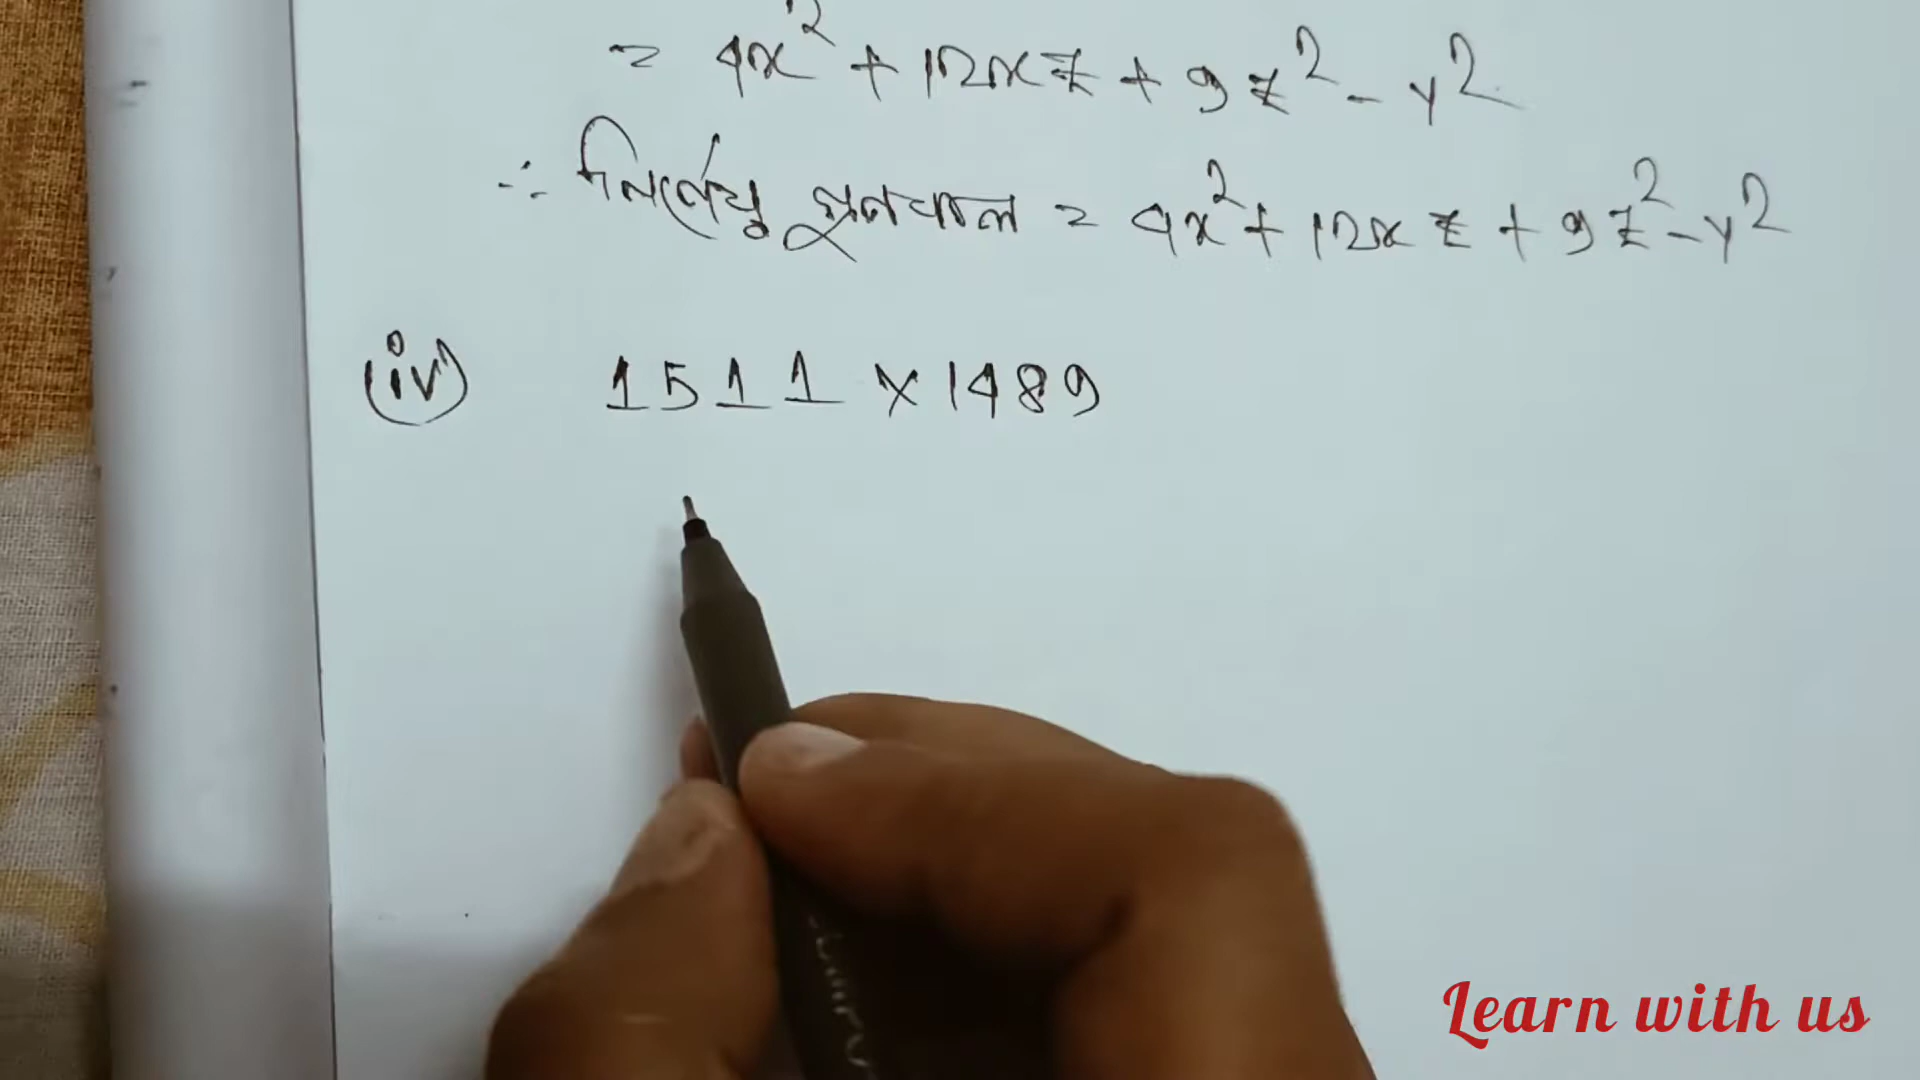 = 4x² + 12xz + 9z² - y²
∴ নির্ণেয় গুণফল = 4x² + 12xz + 9z² - y²
(iv) 1511 × 1489
Learn with us